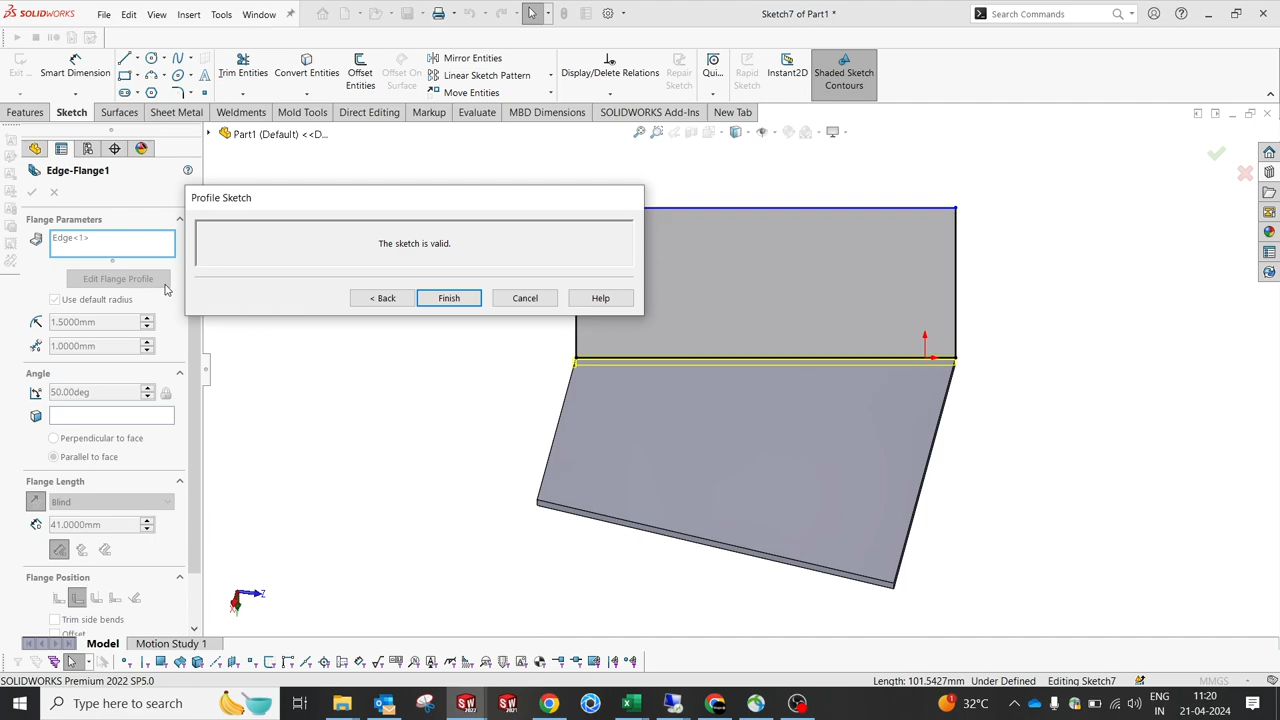 SOLIDWORKS File Edit View Insert Tools Window Sketch7 of Part1 * Search Commands
Exit ... Smart Dimension Trim Entities Convert Entities Offset Entities Offset On Surface Mirror Entities Linear Sketch Pattern Move Entities Display/Delete Relations Repair Sketch Qui... Rapid Sketch Instant2D Shaded Sketch Contours
Features Sketch Surfaces Sheet Metal Weldments Mold Tools Direct Editing Markup Evaluate MBD Dimensions SOLIDWORKS Add-Ins New Tab
Part1 (Default) <<D...
Edge-Flange1
Profile Sketch
Flange Parameters
Edge<1>
The sketch is valid.
Edit Flange Profile
Use default radius
< Back Finish Cancel Help
1.5000mm
1.0000mm
Angle
50.00deg
Perpendicular to face
Parallel to face
Flange Length
Blind
41.0000mm
Flange Position
Z
Trim side bends
Offset
Model Motion Study 1
SOLIDWORKS Premium 2022 SP5.0 Length: 101.5427mm Under Defined Editing Sketch7 MMGS
Type here to search 32°C ENG 11:20
IN 21-04-2024